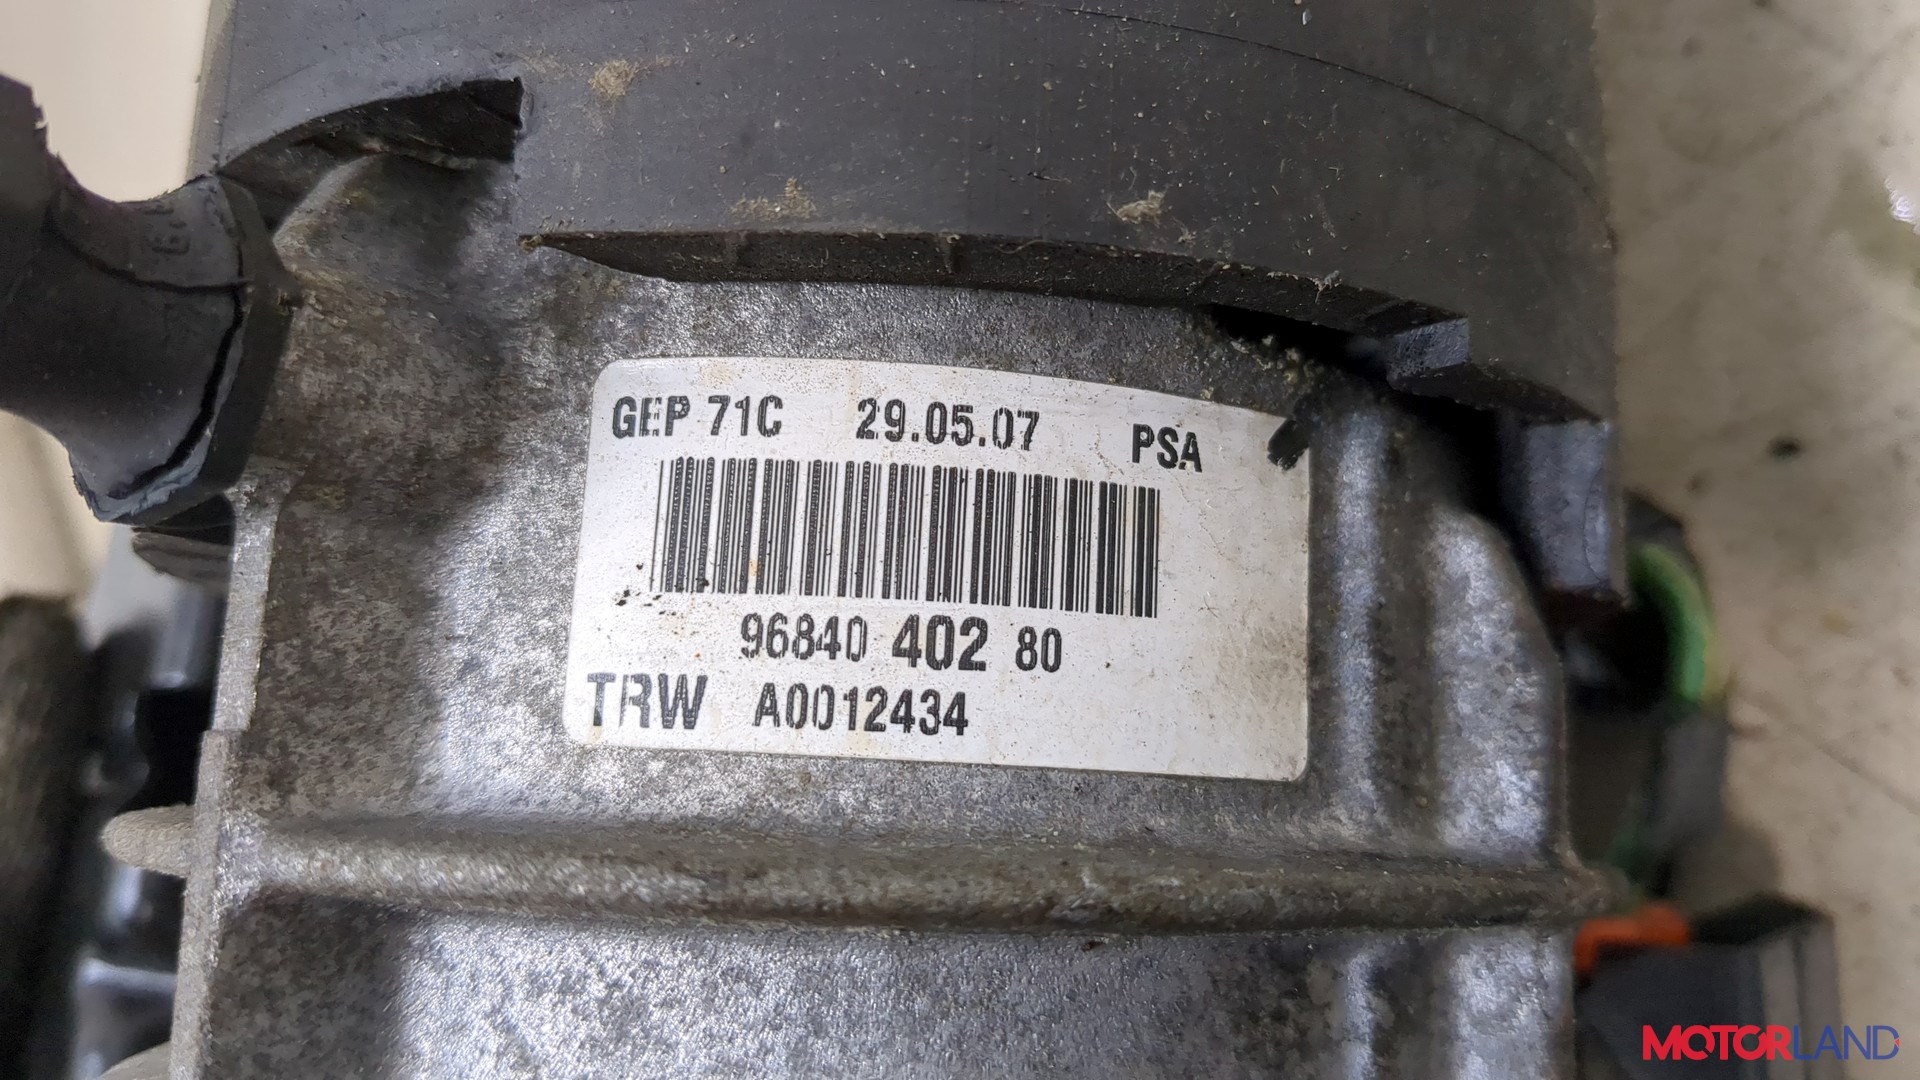 GEP 71C 29.05.07 PSA
96840 402 80
TRW A0012434
MOTORLAND